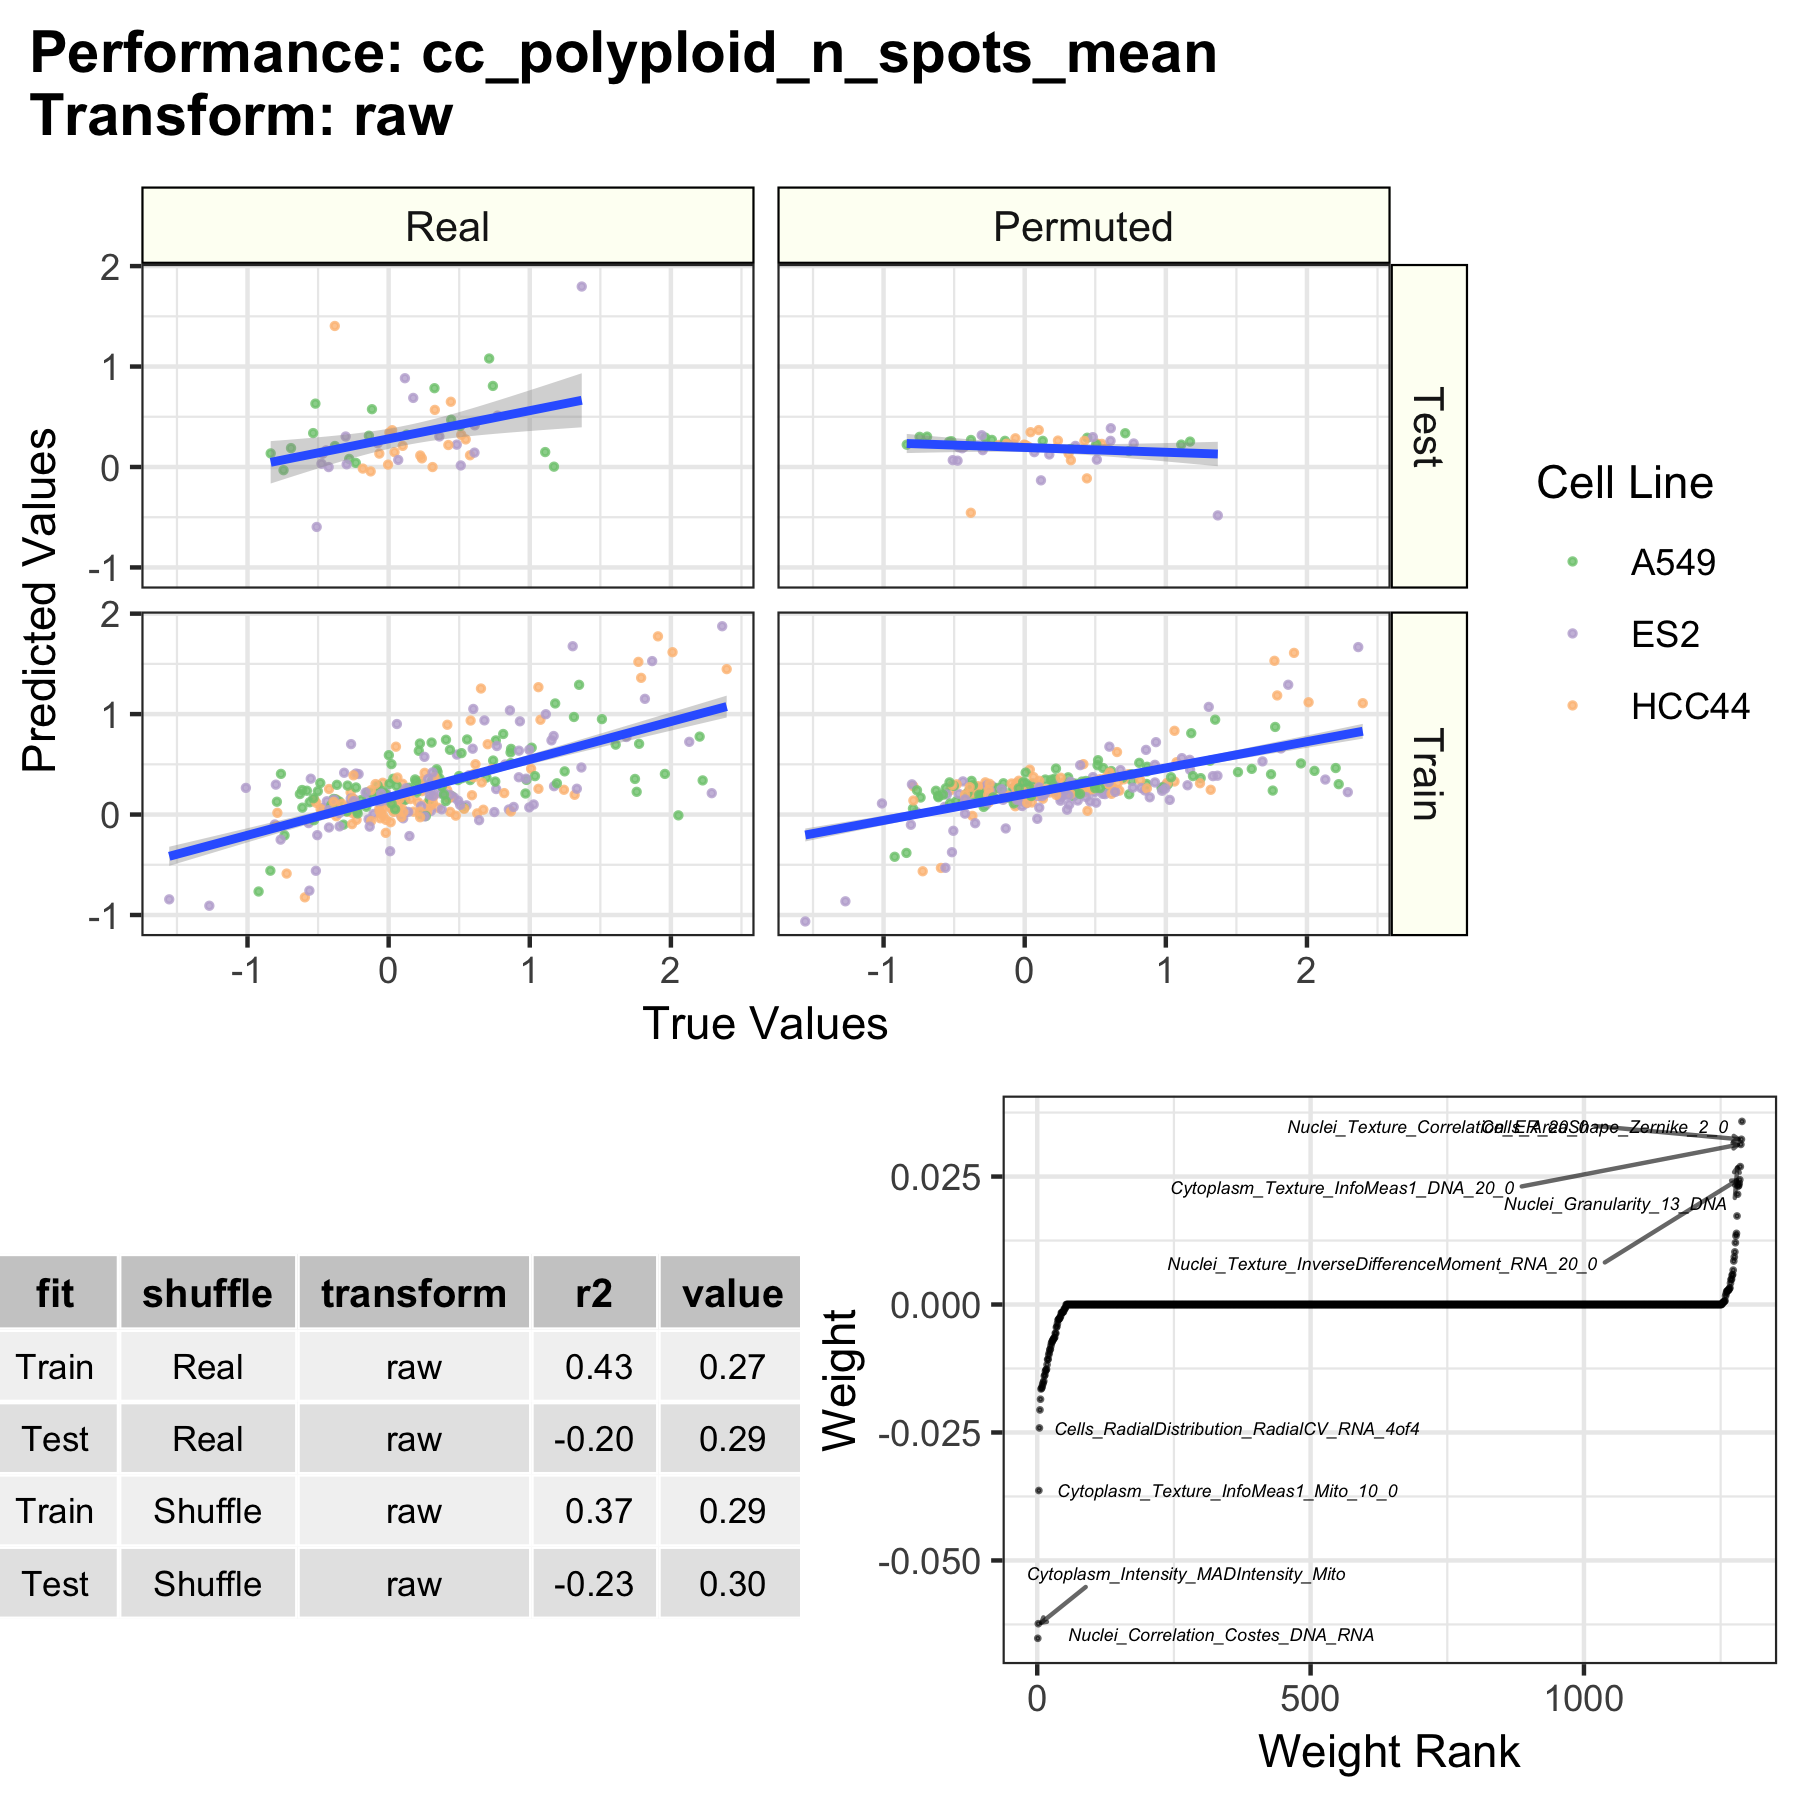 Performance: cc_polyploid_n_spots_mean
Transform: raw
Real
Permuted
Test
Train
2
1
0
-1
2
1
0
-1
Predicted Values
-1
0
1
2
-1
0
1
2
True Values
Cell Line
A549
ES2
HCC44
fit shuffle transform r2 value
Train Real raw 0.43 0.27
Test Real raw -0.20 0.29
Train Shuffle raw 0.37 0.29
Test Shuffle raw -0.23 0.30
Weight
0.025
0.000
-0.025
-0.050
Nuclei_Texture_Correlation_ER_20_0
Cells_AreaShape_Zernike_2_0
Cytoplasm_Texture_InfoMeas1_DNA_20_0
Nuclei_Granularity_13_DNA
Nuclei_Texture_InverseDifferenceMoment_RNA_20_0
Cells_RadialDistribution_RadialCV_RNA_4of4
Cytoplasm_Texture_InfoMeas1_Mito_10_0
Cytoplasm_Intensity_MADIntensity_Mito
Nuclei_Correlation_Costes_DNA_RNA
0
500
1000
Weight Rank